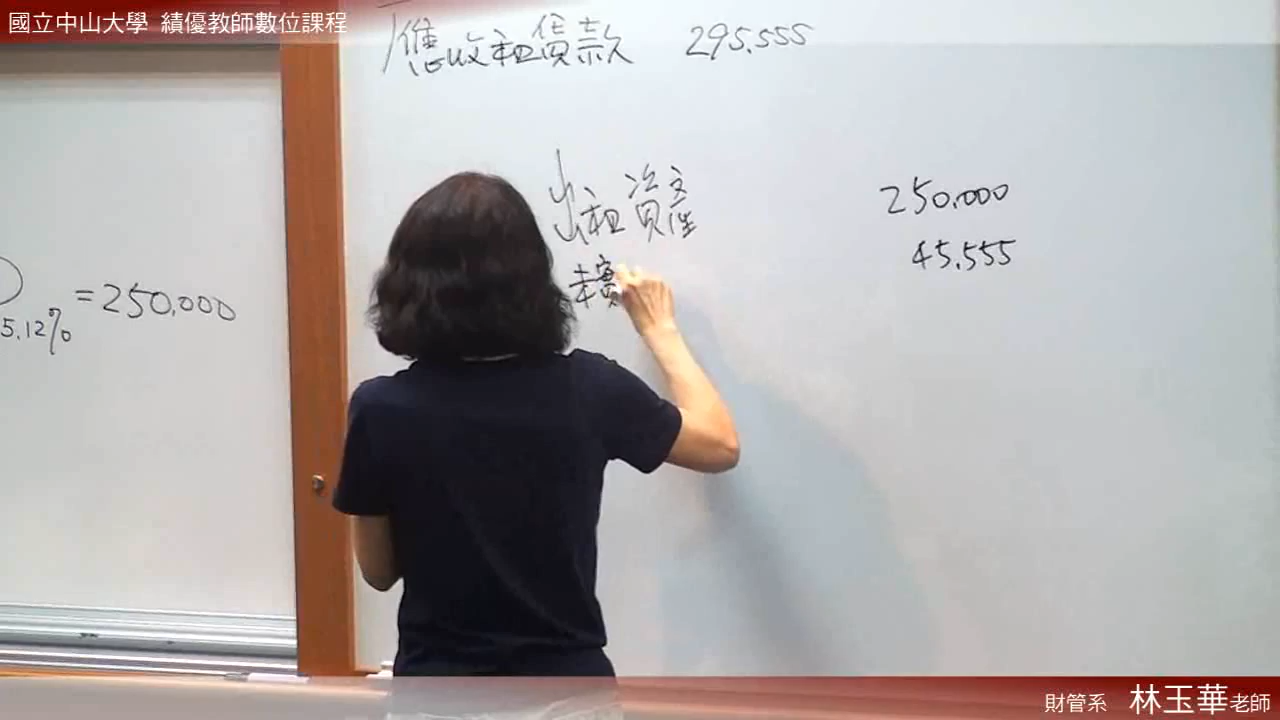 國立中山大學 績優教師數位課程
應收租賃款 295,555
出租資產 250,000
未實 45,555
5.12% =250,000
財管系 林玉華老師